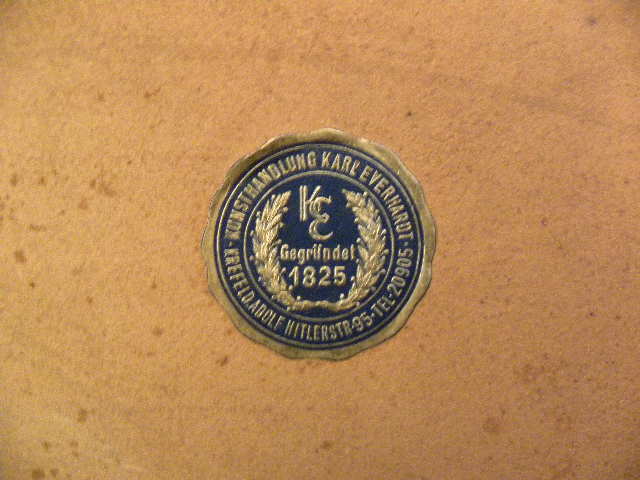 KUNSTHANDLUNG KARL EVERHARDT·
KREFELD, ADOLF HITLERSTR·95·TEL·20905·
KE
Gegründet
1825